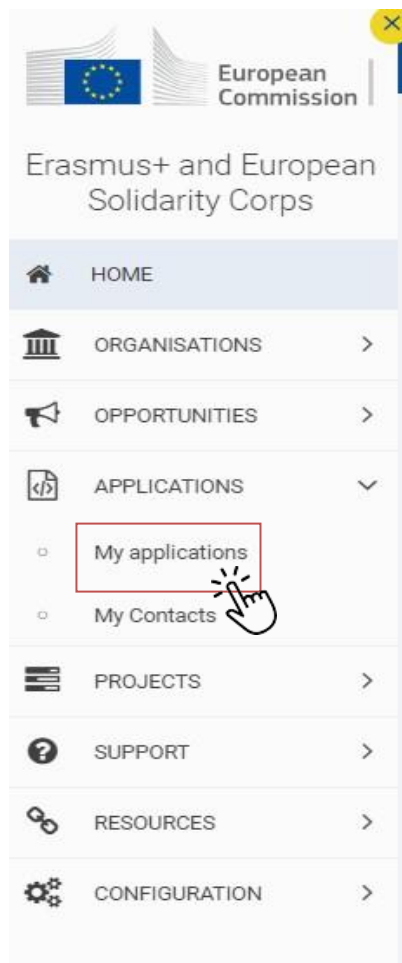 European
Commission
Erasmus+ and European
Solidarity Corps
HOME
ORGANISATIONS
OPPORTUNITIES
APPLICATIONS
My applications
My Contacts
PROJECTS
SUPPORT
RESOURCES
CONFIGURATION